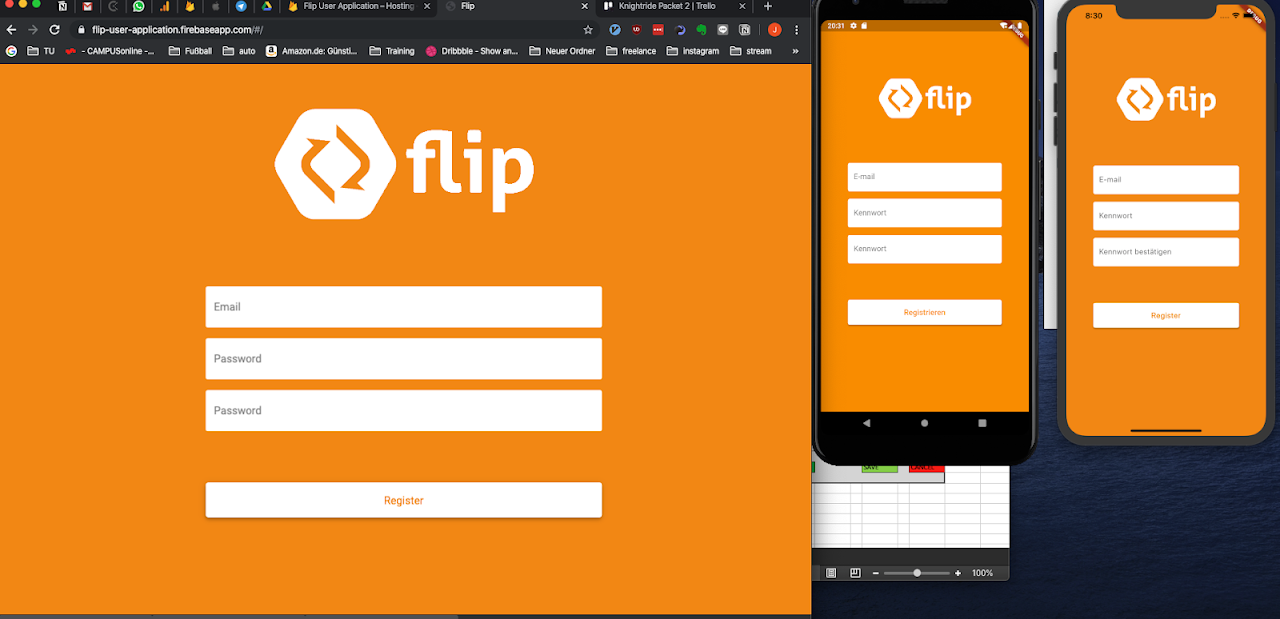 Flip User Application – Hosting
Flip
Knightride Packet 2 | Trello
flip-user-application.firebaseapp.com/#/
TU
- CAMPUSonline -...
Fußball
auto
Amazon.de: Günsti...
Training
Dribbble - Show an...
Neuer Ordner
freelance
instagram
stream
»
J
flip
Email
Password
Password
Register
20:31
flip
E-mail
Kennwort
Kennwort
Registrieren
SAVE
CANCEL
100%
8:30
flip
E-mail
Kennwort
Kennwort bestätigen
Register